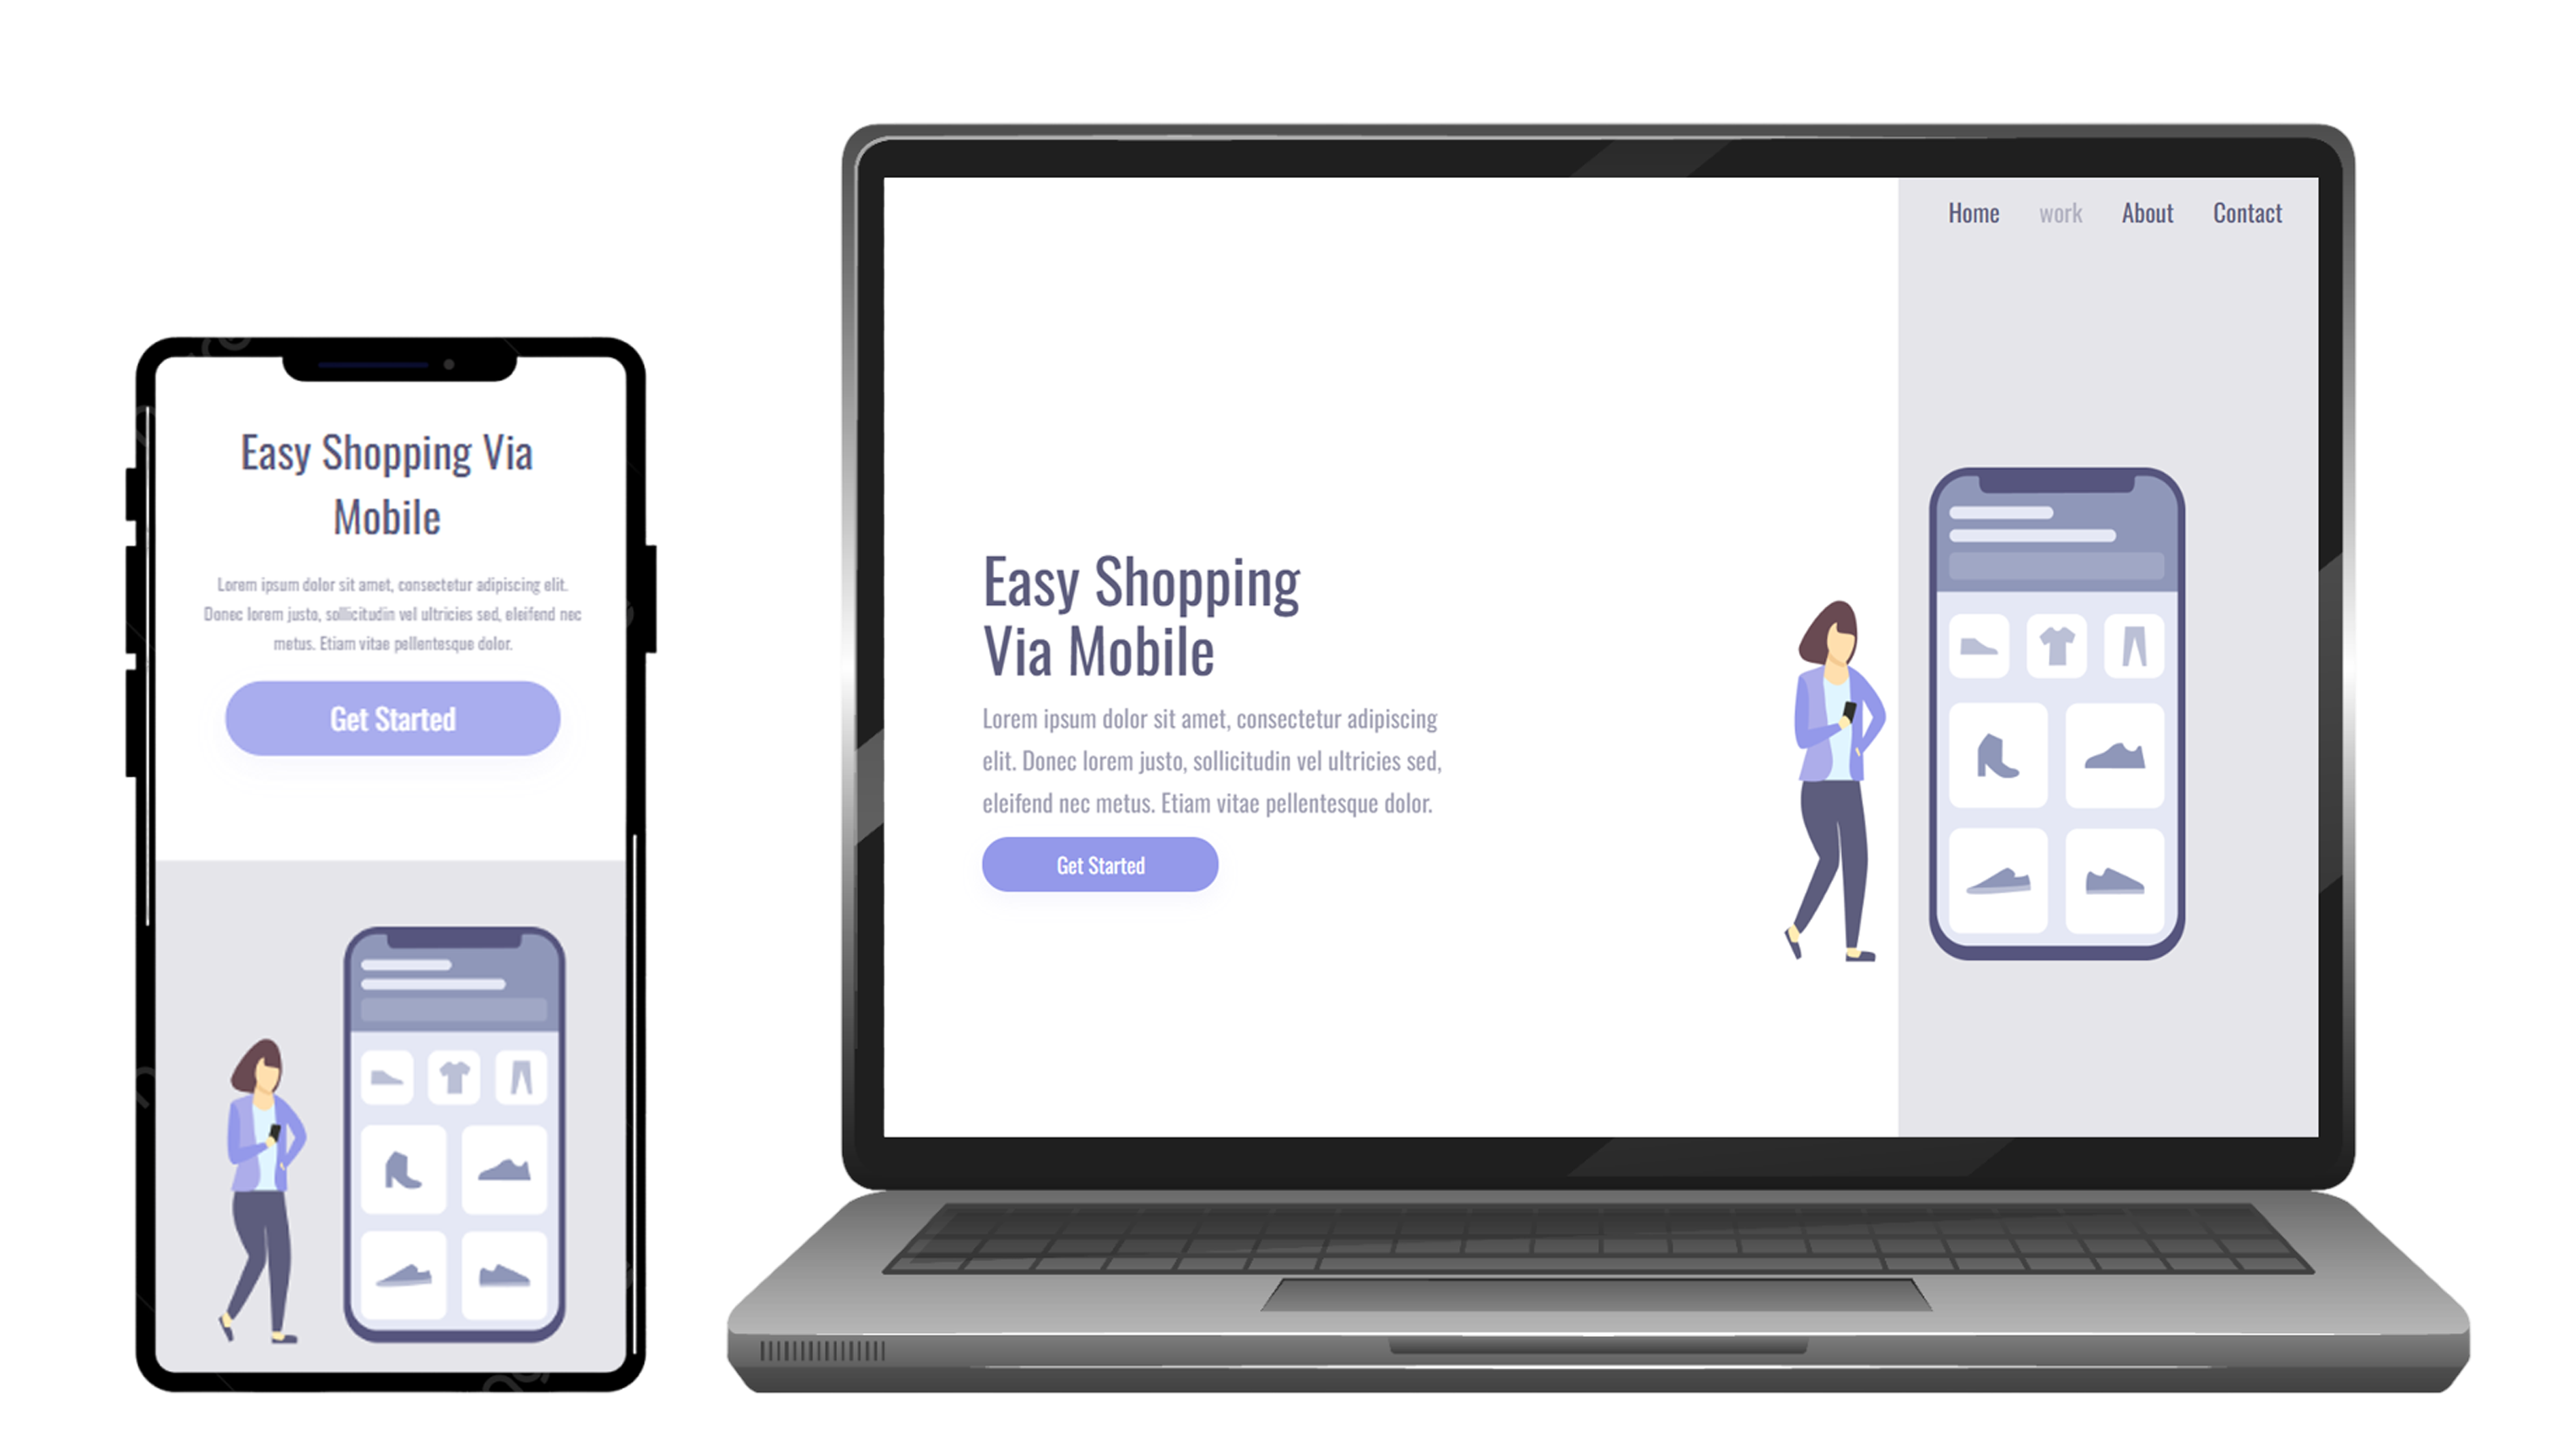 Easy Shopping Via
Mobile
Lorem ipsum dolor sit amet, consectetur adipiscing elit.
Donec lorem justo, sollicitudin vel ultricies sed, eleifend nec
metus. Etiam vitae pellentesque dolor.
Get Started
Home work About Contact
Easy Shopping
Via Mobile
Lorem ipsum dolor sit amet, consectetur adipiscing
elit. Donec lorem justo, sollicitudin vel ultricies sed,
eleifend nec metus. Etiam vitae pellentesque dolor.
Get Started